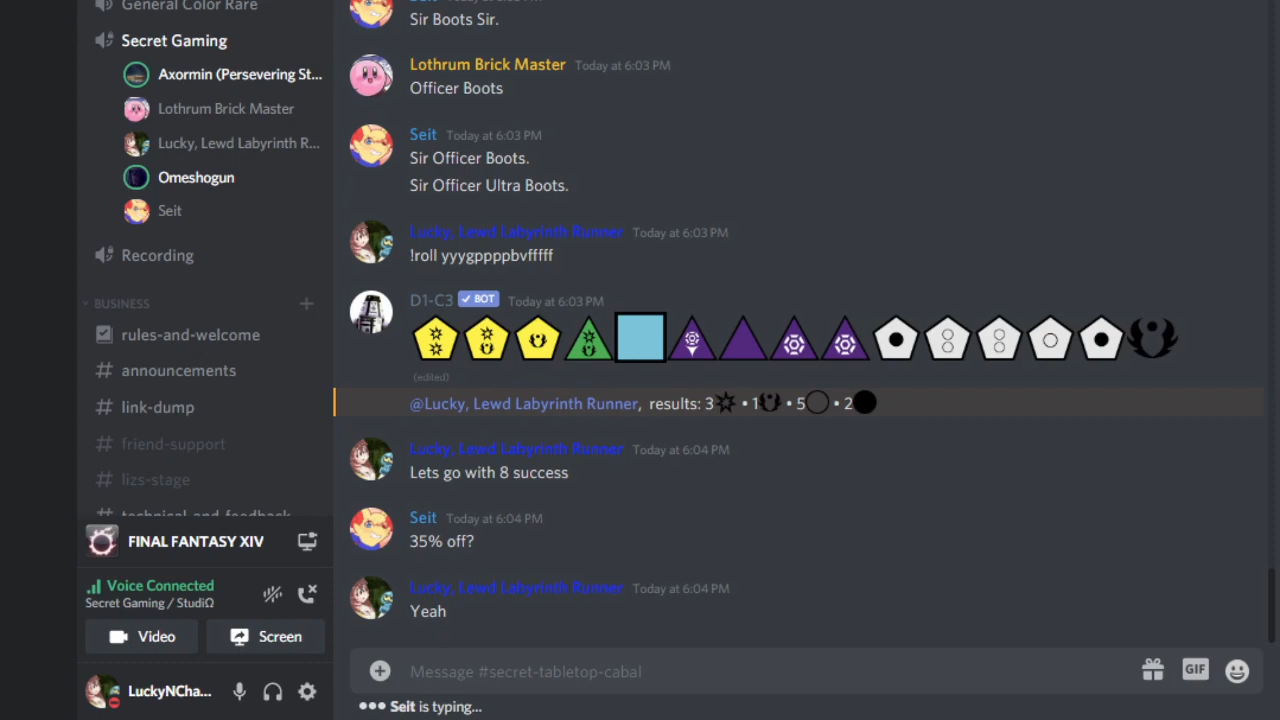 General Color Rare
Secret Gaming
Axormin (Persevering St...
Lothrum Brick Master
Lucky, Lewd Labyrinth R...
Omeshogun
Seit
Recording
BUSINESS
rules-and-welcome
announcements
link-dump
friend-support
lizs-stage
technical-and-feedback
FINAL FANTASY XIV
Voice Connected
Secret Gaming / StudiΩ
Video
Screen
LuckyNCha...
Sir Boots Sir.
Lothrum Brick Master Today at 6:03 PM
Officer Boots
Seit Today at 6:03 PM
Sir Officer Boots.
Sir Officer Ultra Boots.
Lucky, Lewd Labyrinth Runner Today at 6:03 PM
!roll yyygppppbvfffff
D1-C3 BOT Today at 6:03 PM
(edited)
@Lucky, Lewd Labyrinth Runner, results: 3 • 1 • 5 • 2
Lucky, Lewd Labyrinth Runner Today at 6:04 PM
Lets go with 8 success
Seit Today at 6:04 PM
35% off?
Lucky, Lewd Labyrinth Runner Today at 6:04 PM
Yeah
Message #secret-tabletop-cabal
GIF
Seit is typing...